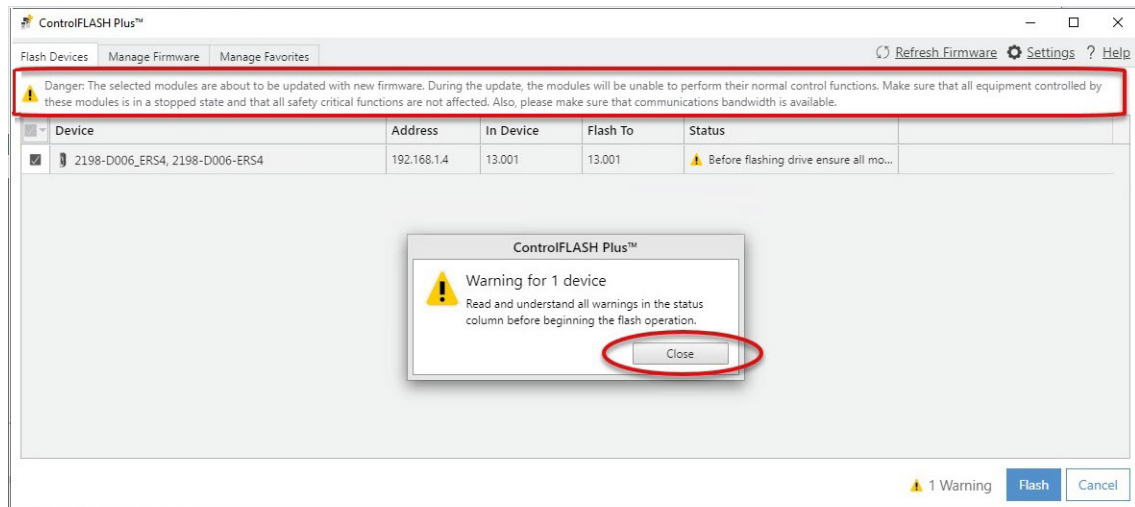 ControlFLASH Plus™
Flash Devices Manage Firmware Manage Favorites Refresh Firmware Settings ? Help
Danger: The selected modules are about to be updated with new firmware. During the update, the modules will be unable to perform their normal control functions. Make sure that all equipment controlled by
these modules is in a stopped state and that all safety critical functions are not affected. Also, please make sure that communications bandwidth is available.
Device Address In Device Flash To Status
2198-D006_ERS4, 2198-D006-ERS4 192.168.1.4 13.001 13.001 Before flashing drive ensure all mo...
ControlFLASH Plus™
Warning for 1 device
Read and understand all warnings in the status
column before beginning the flash operation.
Close
1 Warning Flash Cancel